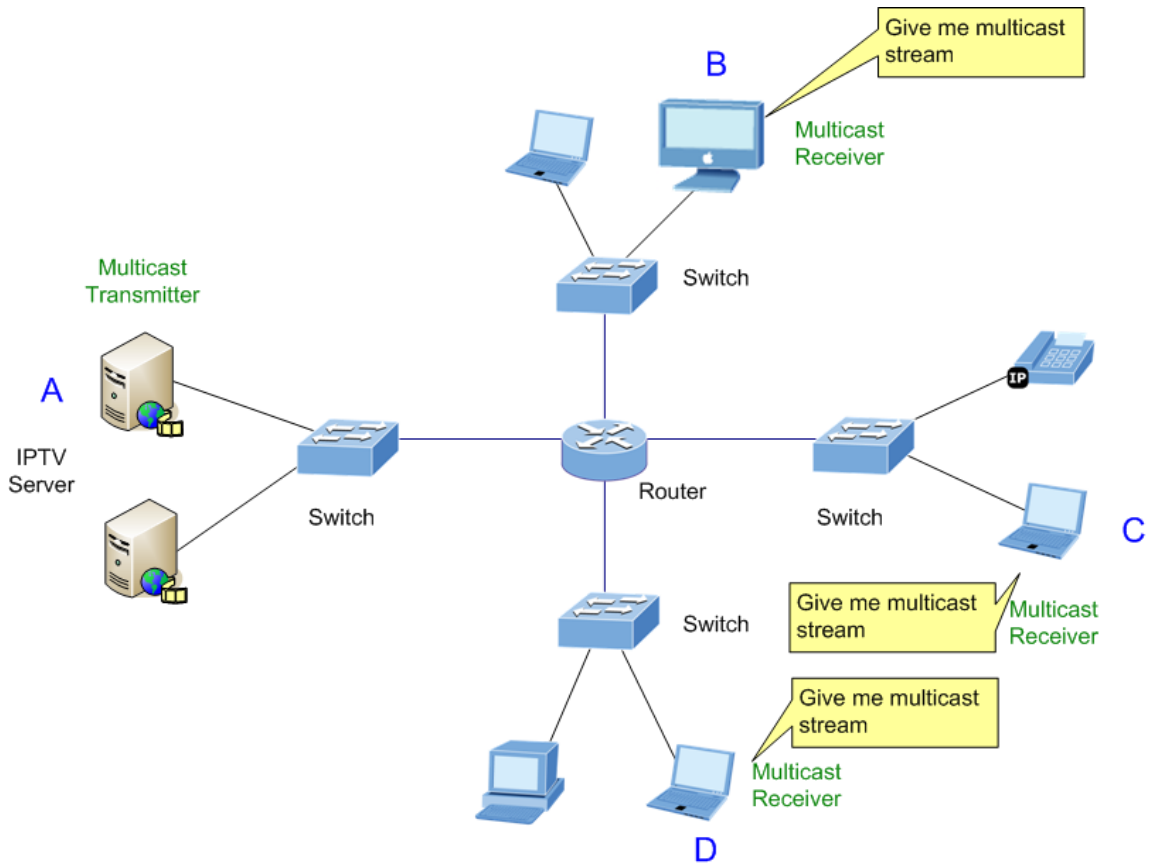 Give me multicast
stream
B
Multicast
Receiver
Switch
Multicast
Transmitter
A
IPTV
Server
Switch
Router
IP
Switch
C
Give me multicast
stream
Multicast
Receiver
Switch
Give me multicast
stream
Multicast
Receiver
D